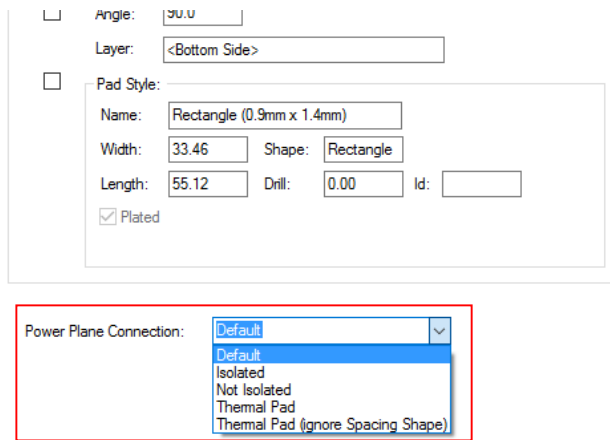 Angle: 90.0
Layer: <Bottom Side>
Pad Style:
Name: Rectangle (0.9mm x 1.4mm)
Width: 33.46 Shape: Rectangle
Length: 55.12 Drill: 0.00 Id:
Plated
Power Plane Connection: Default
Default
Isolated
Not Isolated
Thermal Pad
Thermal Pad (ignore Spacing Shape)